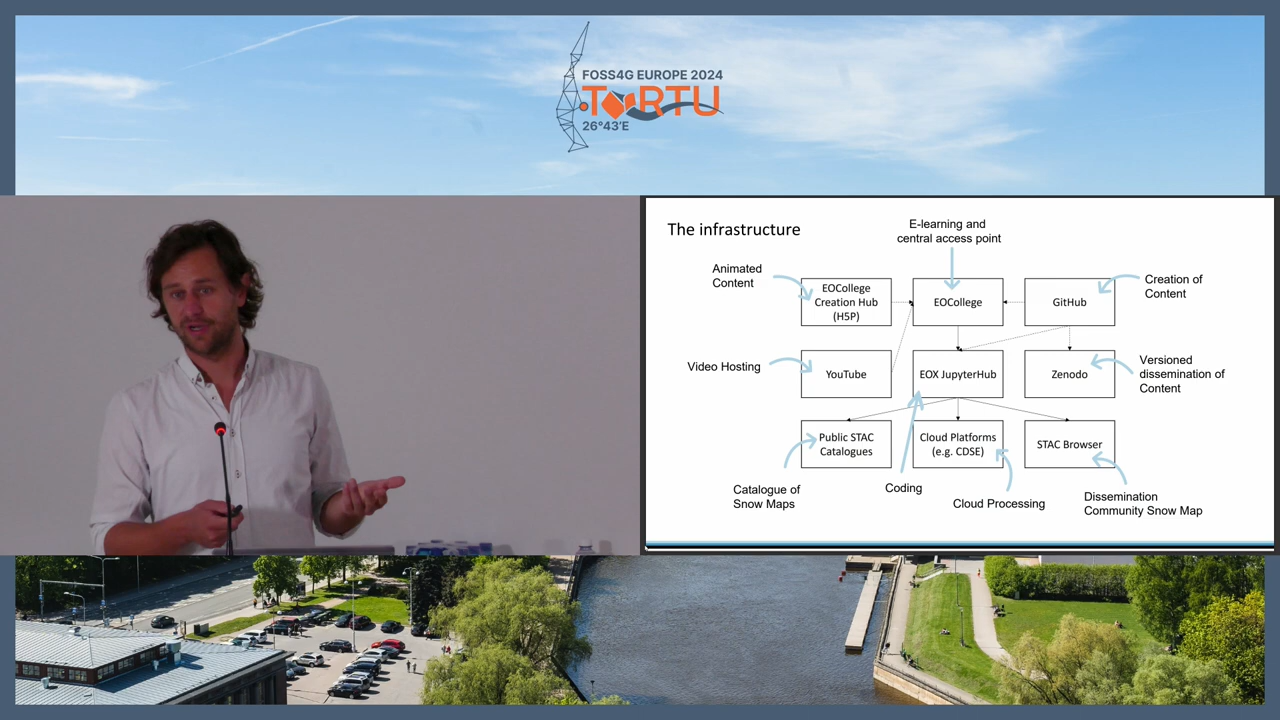 FOSS4G EUROPE 2024
TARTU
26°43'E
The infrastructure
E-learning and
central access point
Animated
Content
EOCollege
Creation Hub
(H5P)
EOCollege
GitHub
Creation of
Content
Video Hosting
YouTube
EOX JupyterHub
Zenodo
Versioned
dissemination of
Content
Public STAC
Catalogues
Cloud Platforms
(e.g. CDSE)
STAC Browser
Catalogue of
Snow Maps
Coding
Cloud Processing
Dissemination
Community Snow Map